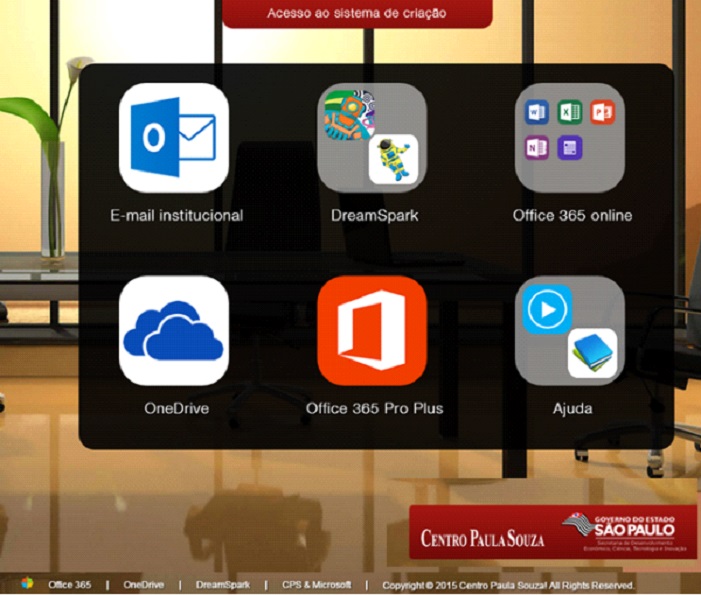 Acesso ao sistema de criação
E-mail institucional
DreamSpark
Office 365 online
OneDrive
Office 365 Pro Plus
Ajuda
CENTRO PAULA SOUZA
GOVERNO DO ESTADO
SÃO PAULO
Secretaria de Desenvolvimento
Econômico, Ciência, Tecnologia e Inovação
Office 365 | OneDrive | DreamSpark | CPS & Microsoft | Copyright © 2015 Centro Paula Souza! All Rights Reserved.